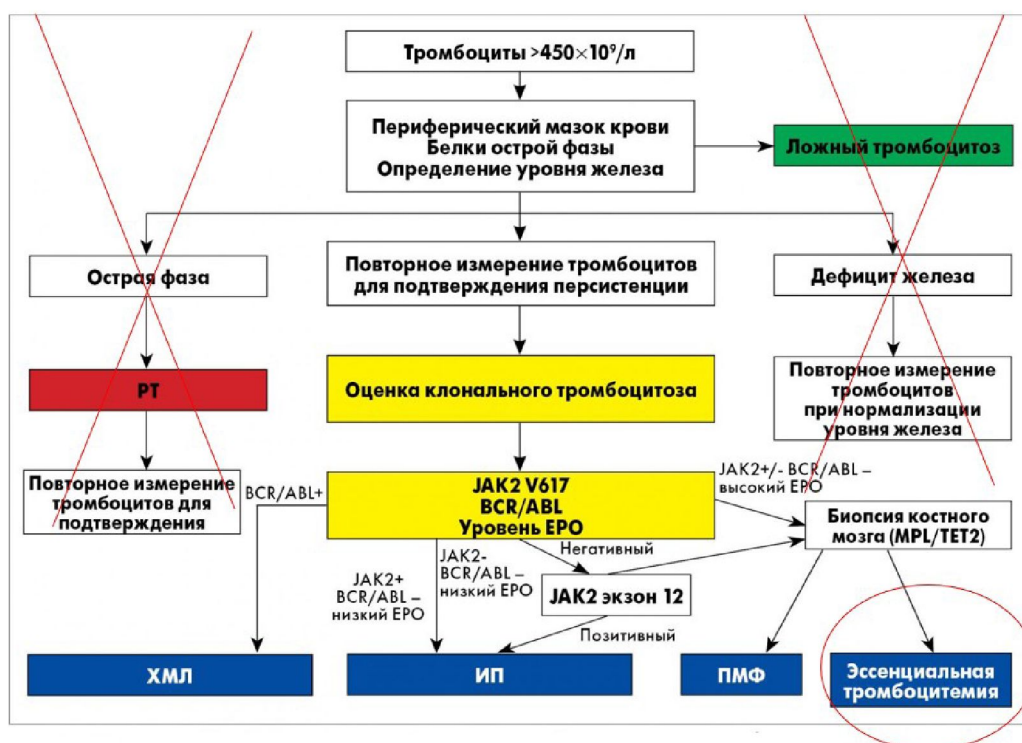 Тромбоциты >450×10⁹/л
Периферический мазок крови
Белки острой фазы
Определение уровня железа
Ложный тромбоцитоз
Острая фаза
Повторное измерение тромбоцитов
для подтверждения персистенции
Дефицит железа
РТ
Оценка клонального тромбоцитоза
Повторное измерение
тромбоцитов
при нормализации
уровня железа
Повторное измерение
тромбоцитов для
подтверждения
BCR/ABL+
JAK2 V617
BCR/ABL
Уровень EPO
JAK2+/- BCR/ABL –
высокий EPO
Биопсия костного
мозга (MPL/TET2)
JAK2+
BCR/ABL –
низкий EPO
JAK2-
BCR/ABL –
низкий EPO
Негативный
JAK2 экзон 12
Позитивный
ХМЛ
ИП
ПМФ
Эссенциальная
тромбоцитемия